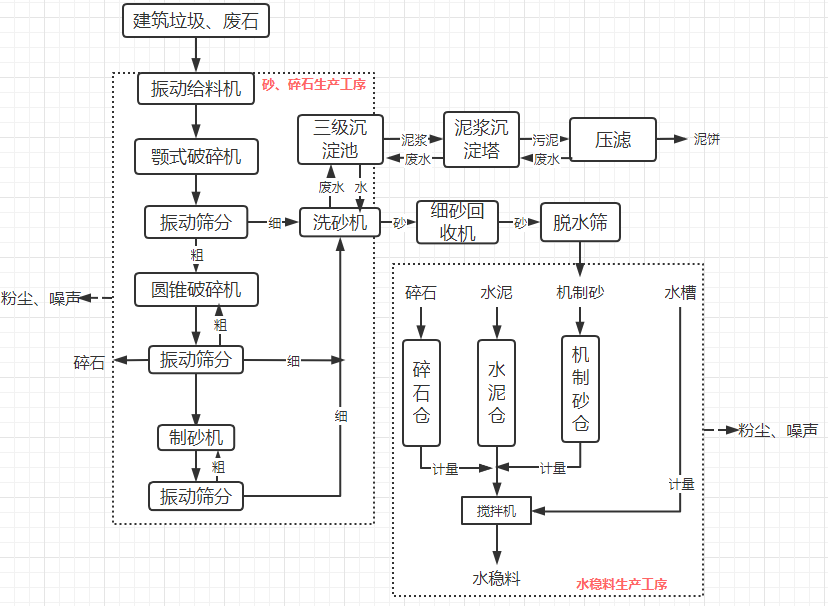 建筑垃圾、废石
振动给料机
砂、碎石生产工序
颚式破碎机
三级沉
淀池
泥浆
废水
泥浆沉
淀塔
污泥
废水
压滤
泥饼
废水
水
振动筛分
细
洗砂机
砂
细砂回
收机
砂
脱水筛
粗
圆锥破碎机
粉尘、噪声
粗
碎石
振动筛分
细
细
制砂机
粗
振动筛分
碎石
水泥
机制砂
水槽
碎
石
仓
水
泥
仓
机
制
砂
仓
粉尘、噪声
计量
计量
计量
搅拌机
水稳料
水稳料生产工序